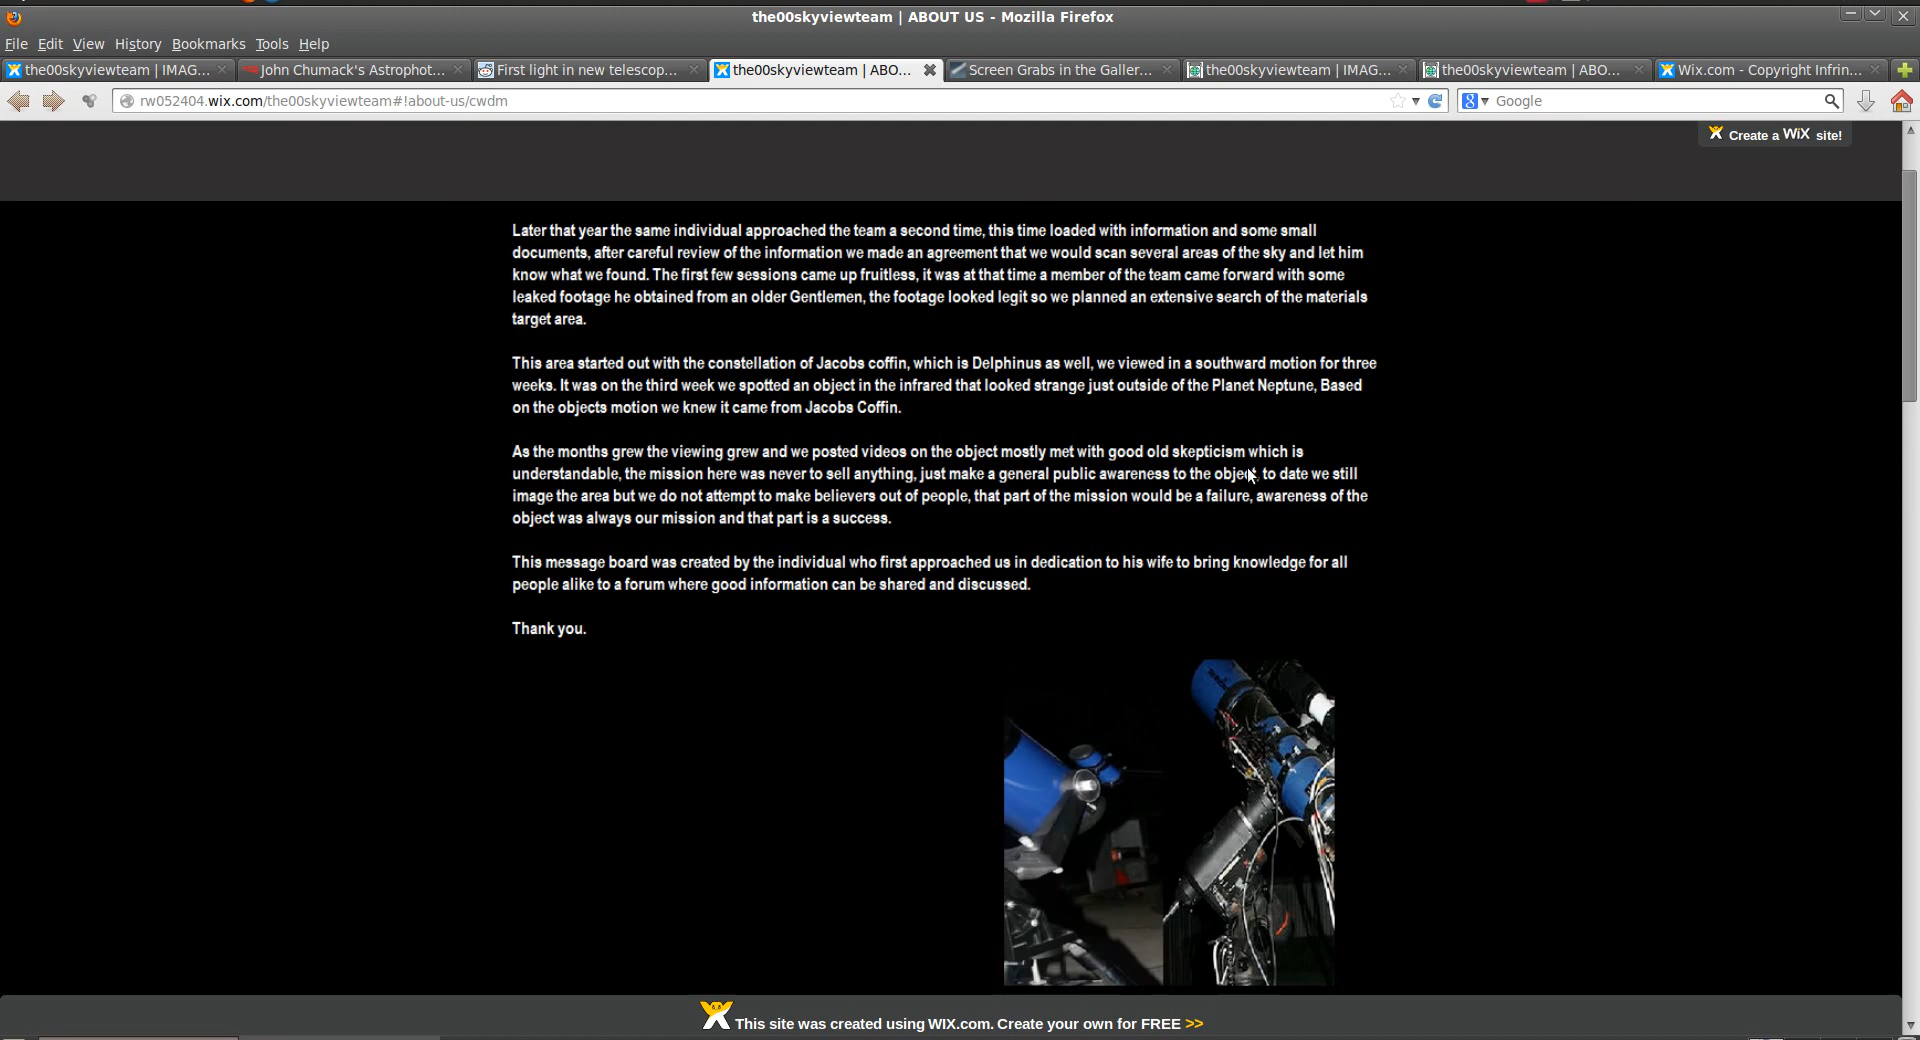 the00skyviewteam | ABOUT US - Mozilla Firefox
File Edit View History Bookmarks Tools Help
the00skyviewteam | IMAG... John Chumack's Astrophot... First light in new telescop... the00skyviewteam | ABO... Screen Grabs in the Galler... the00skyviewteam | IMAG... the00skyviewteam | ABO... Wix.com - Copyright Infrin...
rw052404.wix.com/the00skyviewteam#!about-us/cwdm Google
Create a WiX site!
Later that year the same individual approached the team a second time, this time loaded with information and some small
documents, after careful review of the information we made an agreement that we would scan several areas of the sky and let him
know what we found. The first few sessions came up fruitless, it was at that time a member of the team came forward with some
leaked footage he obtained from an older Gentlemen, the footage looked legit so we planned an extensive search of the materials
target area.
This area started out with the constellation of Jacobs coffin, which is Delphinus as well, we viewed in a southward motion for three
weeks. It was on the third week we spotted an object in the infrared that looked strange just outside of the Planet Neptune, Based
on the objects motion we knew it came from Jacobs Coffin.
As the months grew the viewing grew and we posted videos on the object mostly met with good old skepticism which is
understandable, the mission here was never to sell anything, just make a general public awareness to the object, to date we still
image the area but we do not attempt to make believers out of people, that part of the mission would be a failure, awareness of the
object was always our mission and that part is a success.
This message board was created by the individual who first approached us in dedication to his wife to bring knowledge for all
people alike to a forum where good information can be shared and discussed.
Thank you.
This site was created using WIX.com. Create your own for FREE >>